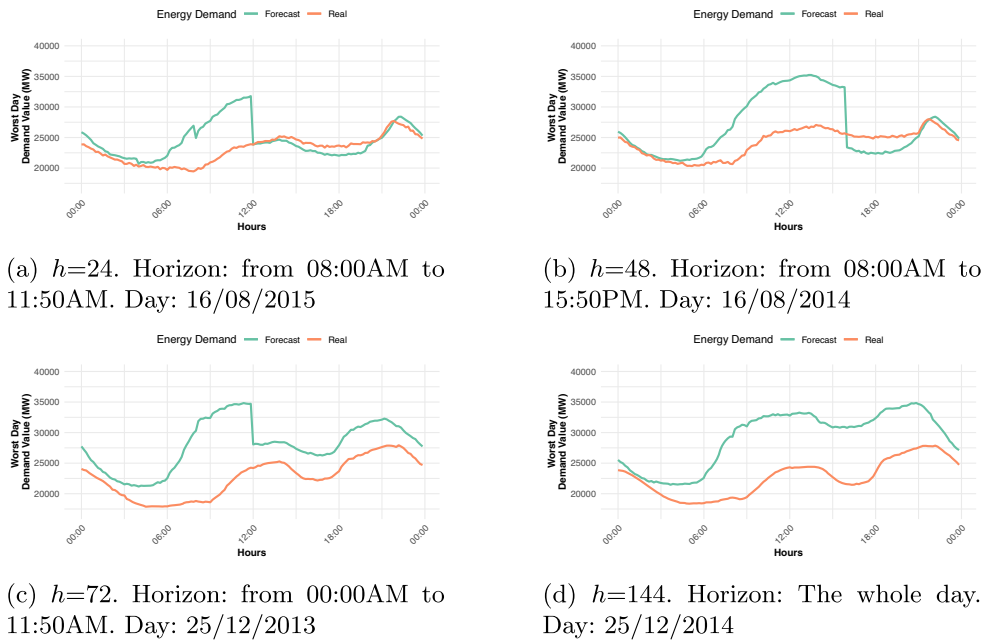 Energy Demand Forecast Real
40000
35000
30000
25000
20000
Worst Day
Demand Value (MW)
00:00 06:00 12:00 18:00 00:00
Hours
(a) h=24. Horizon: from 08:00AM to
11:50AM. Day: 16/08/2015
Energy Demand Forecast Real
40000
35000
30000
25000
20000
Worst Day
Demand Value (MW)
00:00 06:00 12:00 18:00 00:00
Hours
(b) h=48. Horizon: from 08:00AM to
15:50PM. Day: 16/08/2014
Energy Demand Forecast Real
40000
35000
30000
25000
20000
Worst Day
Demand Value (MW)
00:00 06:00 12:00 18:00 00:00
Hours
(c) h=72. Horizon: from 00:00AM to
11:50AM. Day: 25/12/2013
Energy Demand Forecast Real
40000
35000
30000
25000
20000
Worst Day
Demand Value (MW)
00:00 06:00 12:00 18:00 00:00
Hours
(d) h=144. Horizon: The whole day.
Day: 25/12/2014